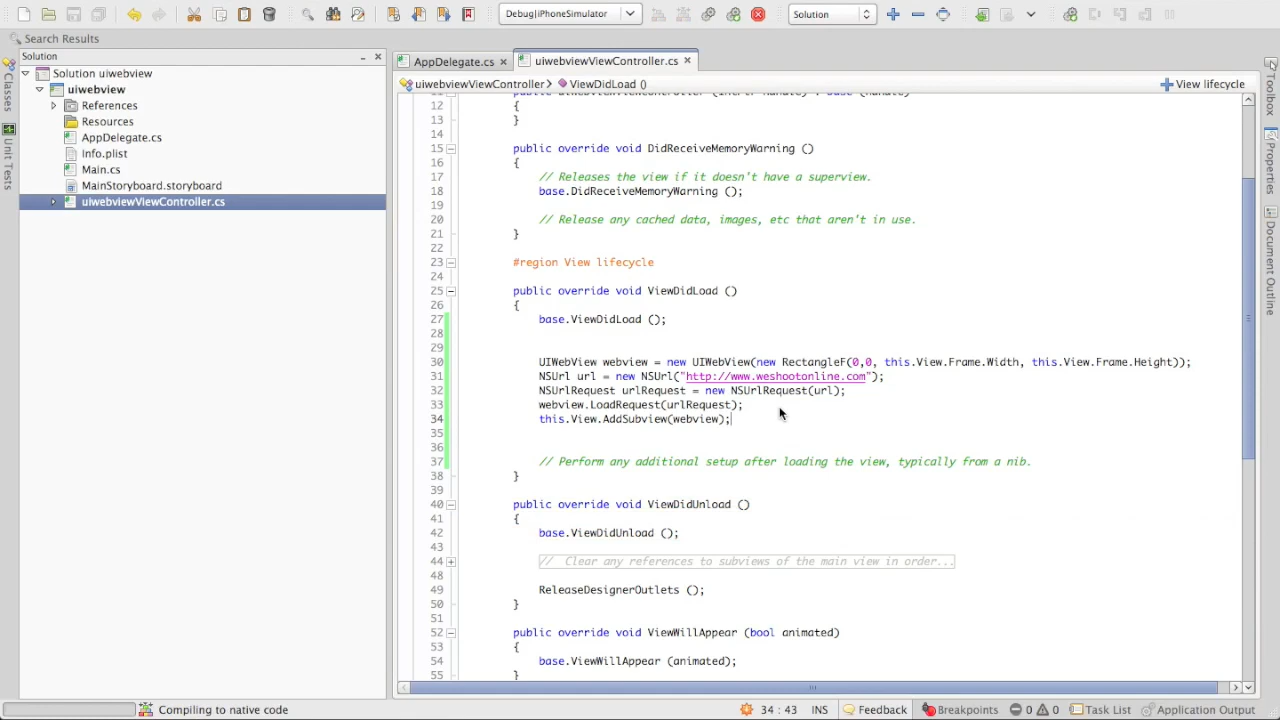 Debug|iPhoneSimulator
Solution
Search Results
Solution
Solution uiwebview
uiwebview
References
Resources
AppDelegate.cs
Info.plist
Main.cs
MainStoryboard.storyboard
uiwebviewViewController.cs
Classes
Unit Tests
AppDelegate.cs
uiwebviewViewController.cs
uiwebviewViewController
ViewDidLoad ()
View lifecycle
12 {
13 }
14
15 public override void DidReceiveMemoryWarning ()
16 {
17 // Releases the view if it doesn't have a superview.
18 base.DidReceiveMemoryWarning ();
19
20 // Release any cached data, images, etc that aren't in use.
21 }
22
23 #region View lifecycle
24
25 public override void ViewDidLoad ()
26 {
27 base.ViewDidLoad ();
28
29
30 UIWebView webview = new UIWebView(new RectangleF(0,0, this.View.Frame.Width, this.View.Frame.Height));
31 NSUrl url = new NSUrl("http://www.weshootonline.com");
32 NSUrlRequest urlRequest = new NSUrlRequest(url);
33 webview.LoadRequest(urlRequest);
34 this.View.AddSubview(webview);
35
36
37 // Perform any additional setup after loading the view, typically from a nib.
38 }
39
40 public override void ViewDidUnload ()
41 {
42 base.ViewDidUnload ();
43
44 // Clear any references to subviews of the main view in order...
48
49 ReleaseDesignerOutlets ();
50 }
51
52 public override void ViewWillAppear (bool animated)
53 {
54 base.ViewWillAppear (animated);
55 }
Toolbox
Properties
Document Outline
Compiling to native code
34 : 43
INS
Feedback
Breakpoints
0
0
Task List
Application Output